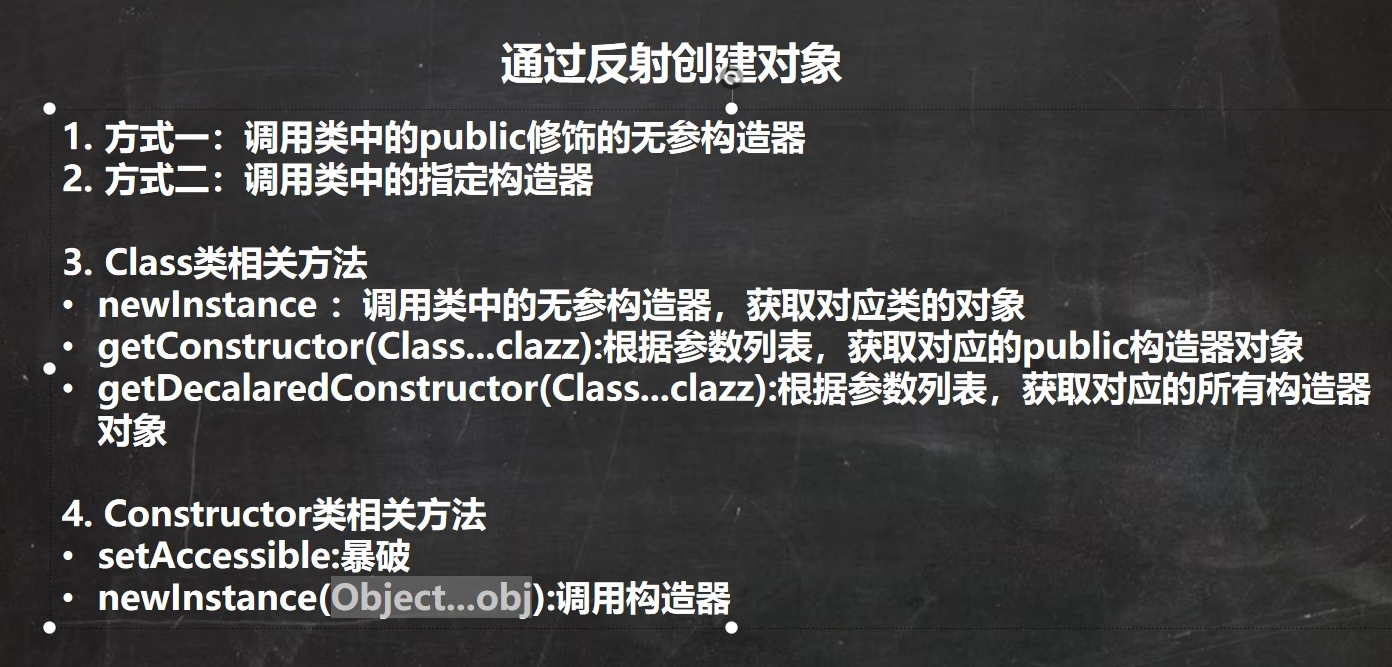 通过反射创建对象
1. 方式一：调用类中的public修饰的无参构造器
2. 方式二：调用类中的指定构造器
3. Class类相关方法
• newInstance ：调用类中的无参构造器，获取对应类的对象
• getConstructor(Class...clazz):根据参数列表，获取对应的public构造器对象
• getDecalaredConstructor(Class...clazz):根据参数列表，获取对应的所有构造器
对象
4. Constructor类相关方法
• setAccessible:暴破
• newInstance(Object...obj):调用构造器